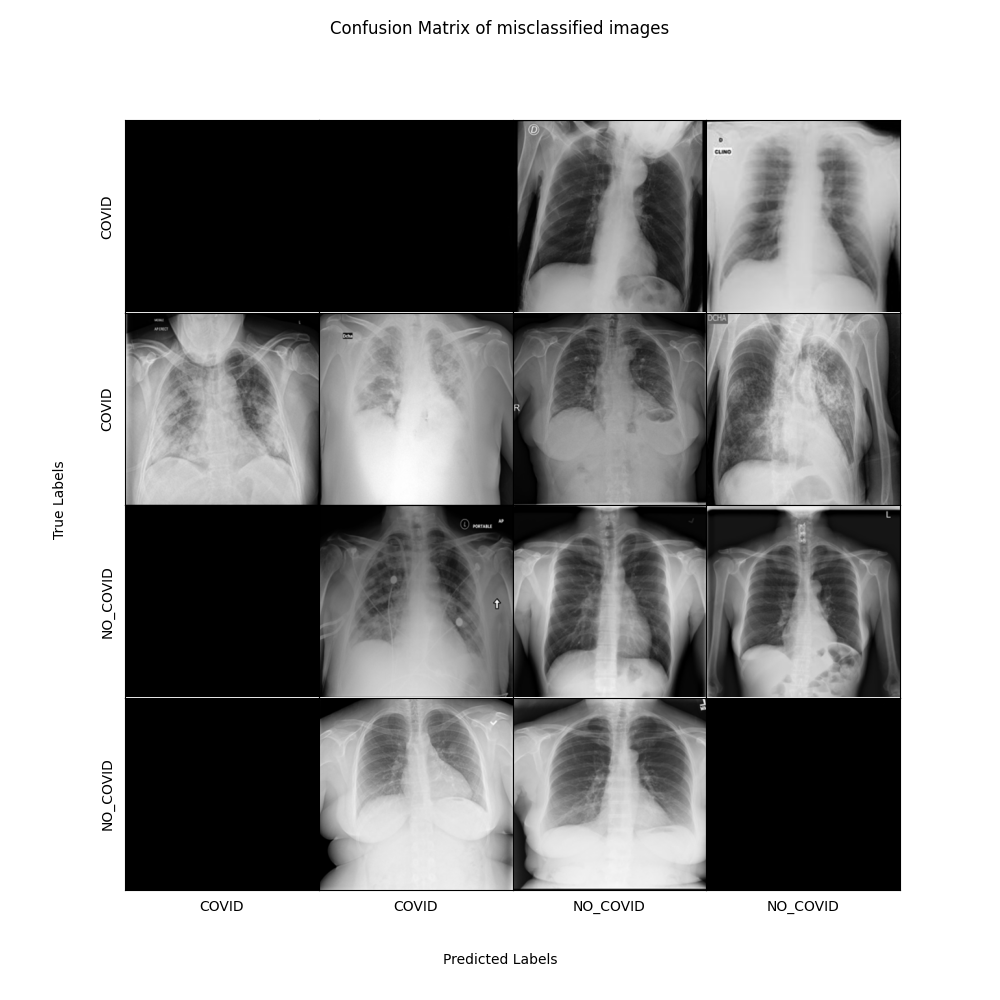 Confusion Matrix of misclassified images
D
CLINO
COVID
DCHA
COVID
R
L PORTABLE AP
L
NO_COVID
True Labels
NO_COVID
COVID COVID NO_COVID NO_COVID
Predicted Labels